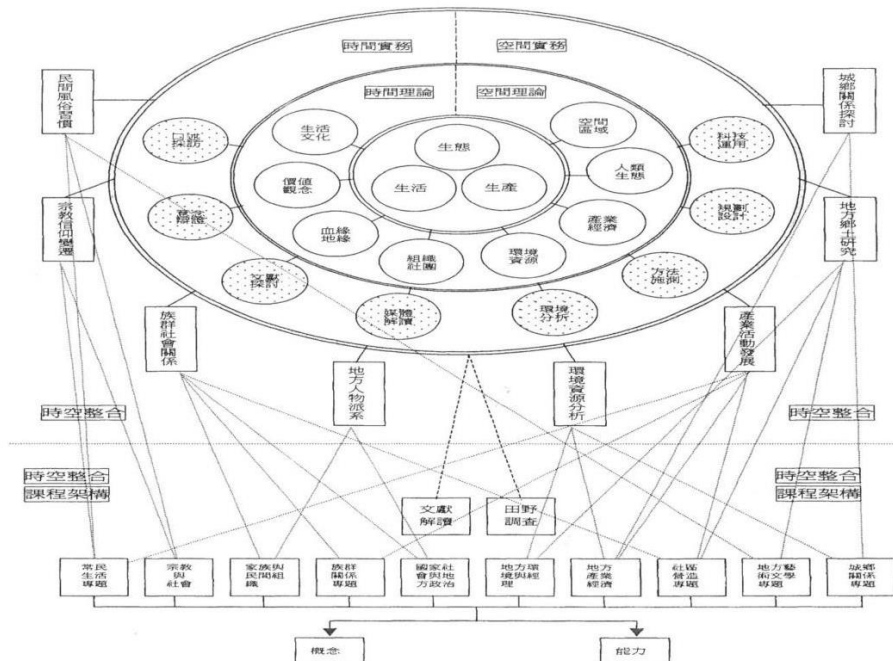 時間實務
空間實務
民間風俗習慣
城鄉關係探討
時間理論
空間理論
生活
文化
空間
區域
口述
採訪
科技
運用
生態
價值
觀念
人類
生態
生活
生產
宗教信仰變遷
地方鄉土研究
規劃
設計
血緣
地緣
產業
經濟
組織
社團
環境
資源
文獻
探討
方法
施測
媒體
解讀
環境
分析
族群社會關係
產業活動發展
地方人物派系
環境資源分析
時空整合
時空整合
時空整合
課程架構
時空整合
課程架構
文獻
解讀
田野
調查
常民
生活專題
宗教
與社會
家族與
民間組
織
族群
關係專題
國家社
會與地
方政治
地方環
境與經
理
地方
產業
經濟
社區
營造專題
地方藝
術文學
專題
城鄉
關係專題
概念
能力